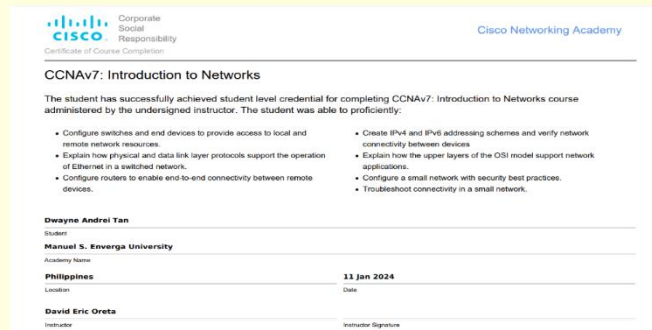 Corporate
Social
Responsibility
CISCO
Cisco Networking Academy
Certificate of Course Completion
CCNAv7: Introduction to Networks
The student has successfully achieved student level credential for completing CCNAv7: Introduction to Networks course
administered by the undersigned instructor. The student was able to proficiently:
• Configure switches and end devices to provide access to local and
remote network resources.
• Explain how physical and data link layer protocols support the operation
of Ethernet in a switched network.
• Configure routers to enable end-to-end connectivity between remote
devices.
• Create IPv4 and IPv6 addressing schemes and verify network
connectivity between devices
• Explain how the upper layers of the OSI model support network
applications.
• Configure a small network with security best practices.
• Troubleshoot connectivity in a small network.
Dwayne Andrei Tan
Student
Manuel S. Enverga University
Academy Name
Philippines
11 Jan 2024
Location
Date
David Eric Oreta
Instructor
Instructor Signature